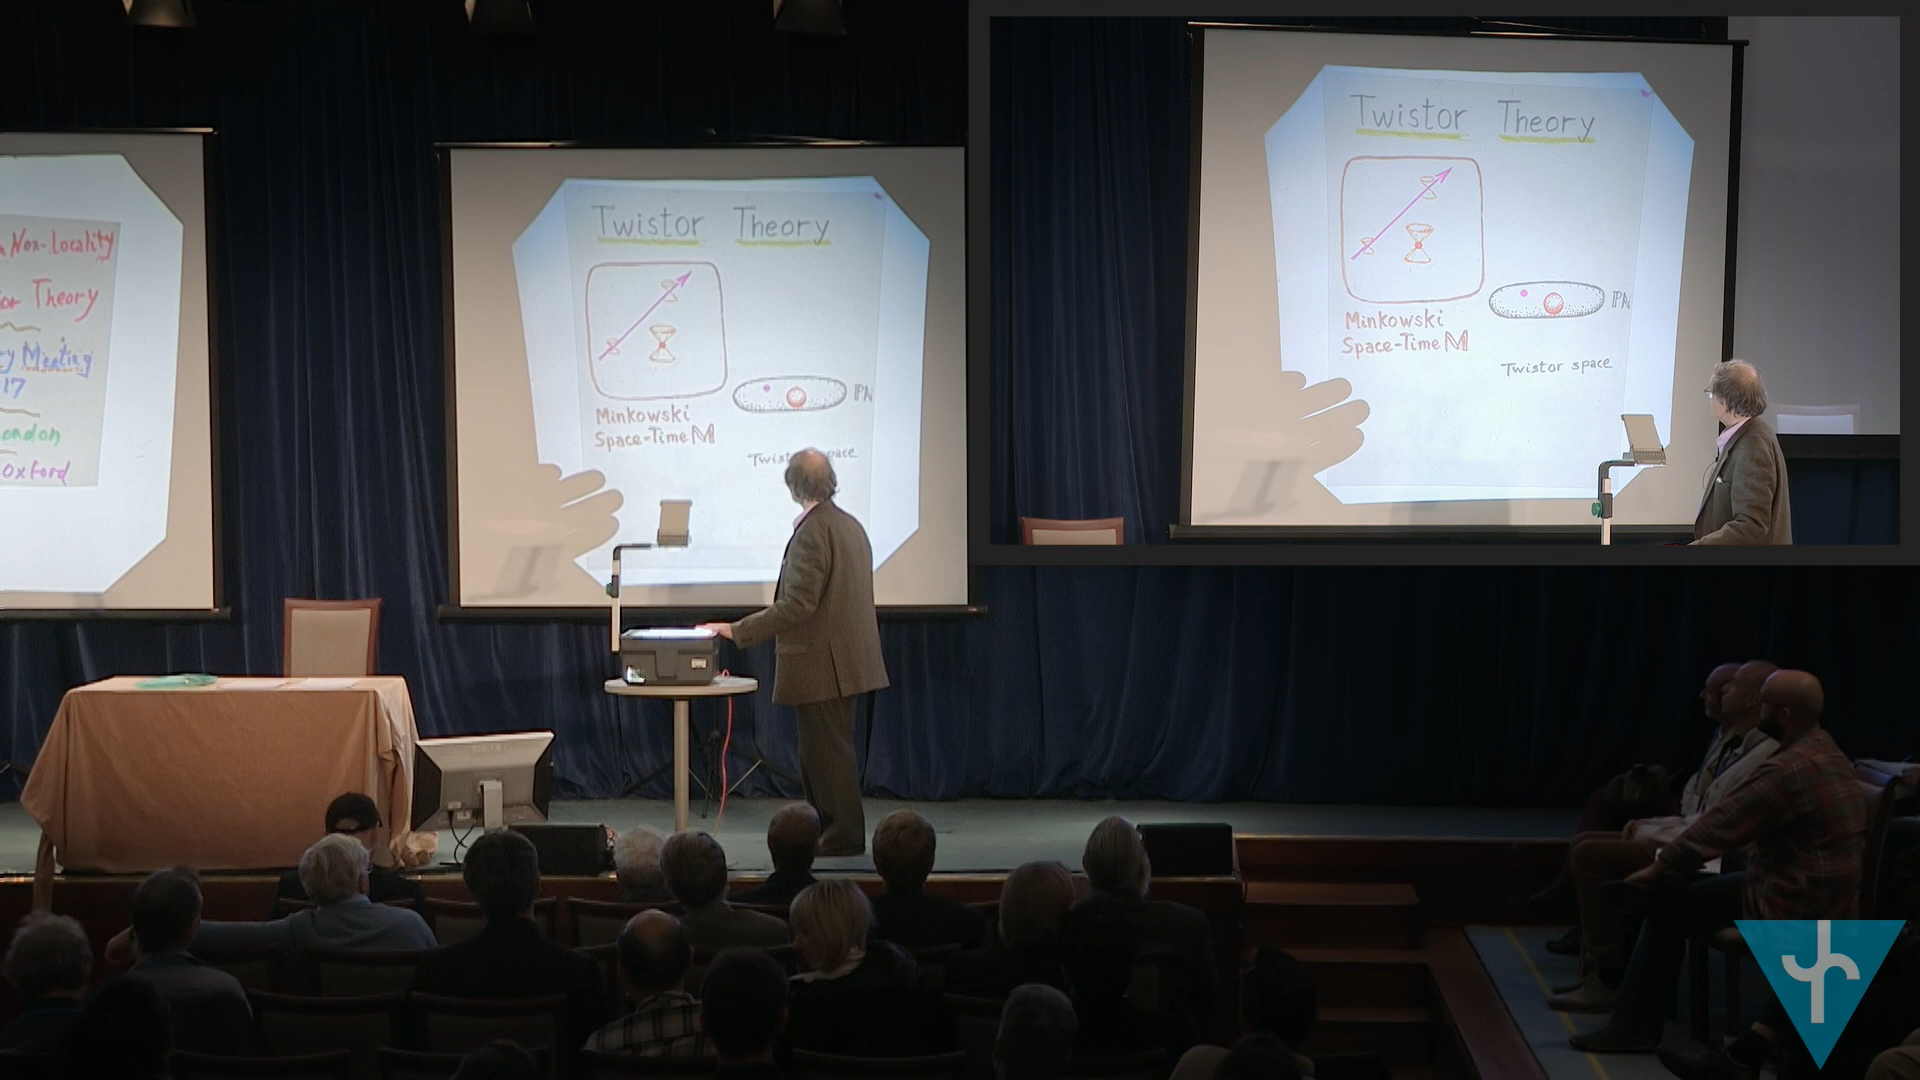 Non-Locality
Theory
Meeting
17
London
Oxford
Twistor Theory
Minkowski
Space-Time M
PN
space
Twistor Theory
Minkowski
Space-Time M
PN
Twistor space